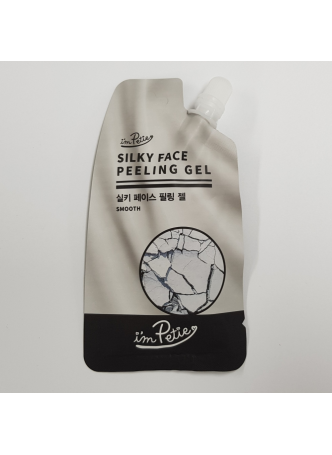 i'm Petie
SILKY FACE
PEELING GEL
실키 페이스 필링 젤
SMOOTH
i'm Petie